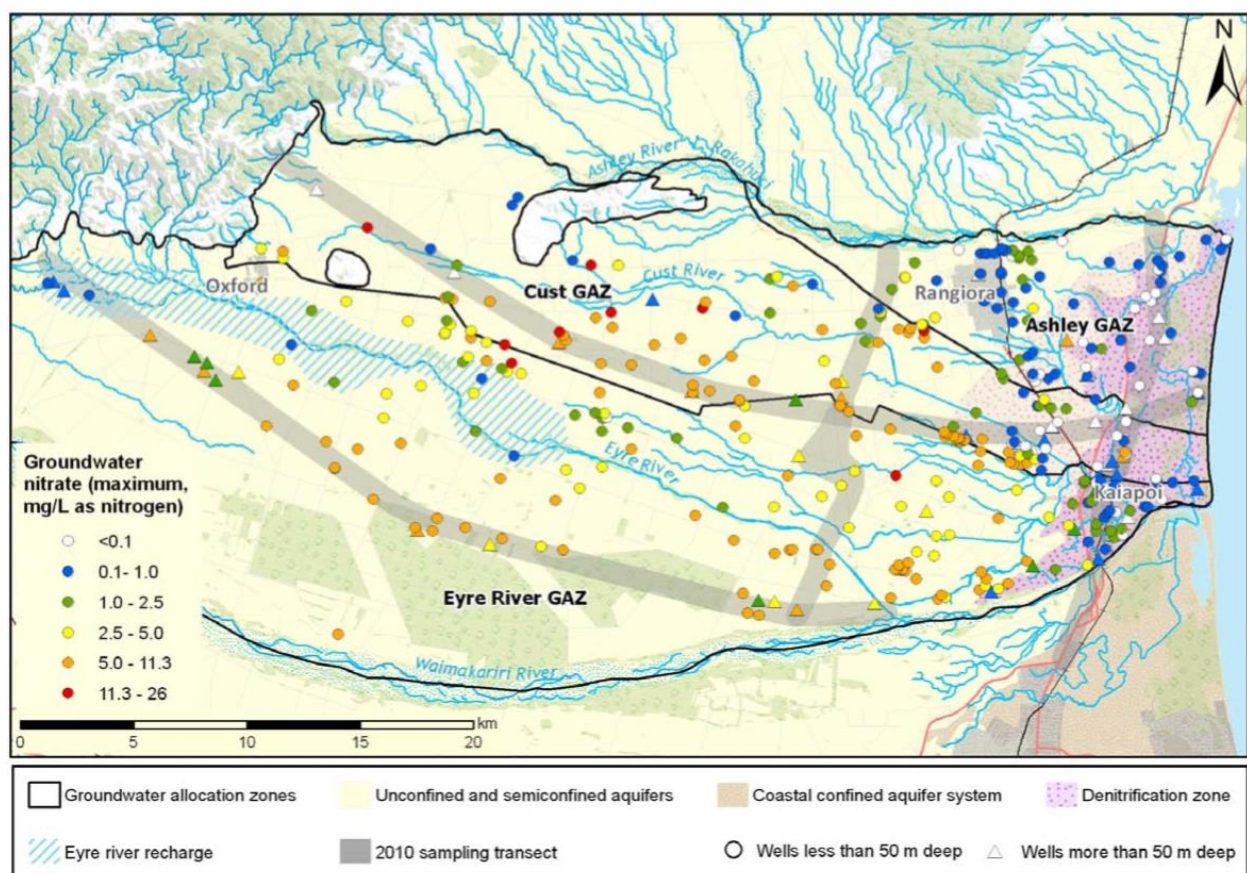 N
Ashley River / Rakahuri
Oxford
Cust GAZ
Cust River
Rangiora
Ashley GAZ
Eyre River
Kaiapoi
Groundwater
nitrate (maximum,
mg/L as nitrogen)
<0.1
0.1- 1.0
1.0 - 2.5
2.5 - 5.0
5.0 - 11.3
11.3 - 26
Eyre River GAZ
Waimakariri River
km
0 5 10 20
Groundwater allocation zones
Unconfined and semiconfined aquifers
Coastal confined aquifer system
Denitrification zone
Eyre river recharge
2010 sampling transect
Wells less than 50 m deep
Wells more than 50 m deep